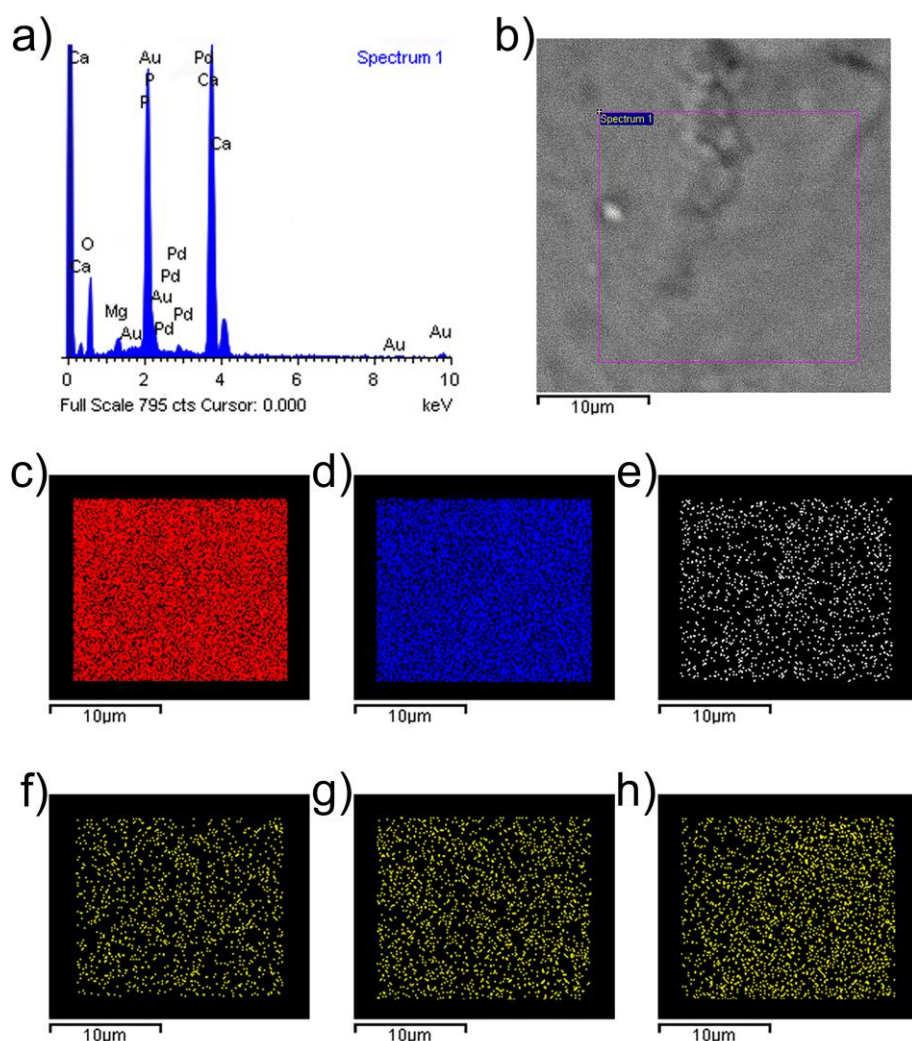 a)
Ca Au Pd Spectrum 1
P Ca
P
Ca
O
Ca
Pd
Pd
Mg Au Pd
Au Pd
Au Au
0 2 4 6 8 10
Full Scale 795 cts Cursor: 0.000 keV
b)
Spectrum 1
10µm
c)
10µm
d)
10µm
e)
10µm
f)
10µm
g)
10µm
h)
10µm